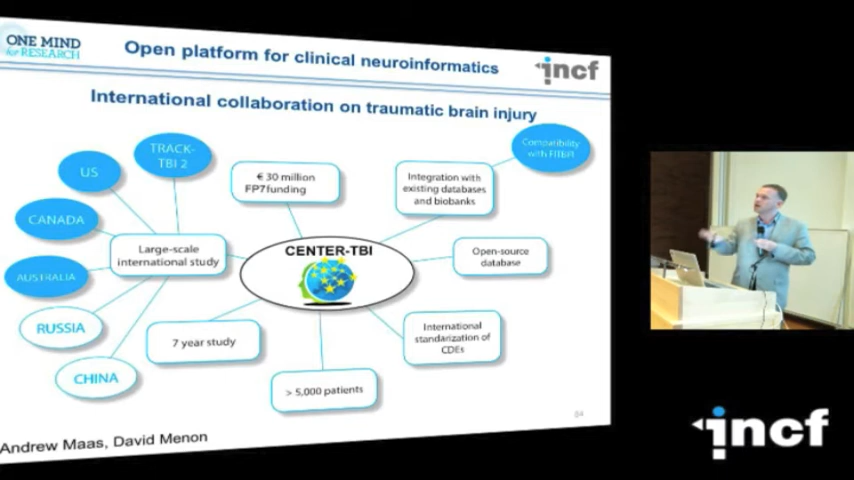 ONE MIND
for RESEARCH
Open platform for clinical neuroinformatics
incf
International collaboration on traumatic brain injury
TRACK-
TBI 2
US
CANADA
AUSTRALIA
RUSSIA
CHINA
Large-scale
international study
€ 30 million
FP7funding
Compatibility
with FITBIR
Integration with
existing databases
and biobanks
CENTER-TBI
Open-source
database
International
standarization of
CDEs
7 year study
> 5,000 patients
84
Andrew Maas, David Menon
incf